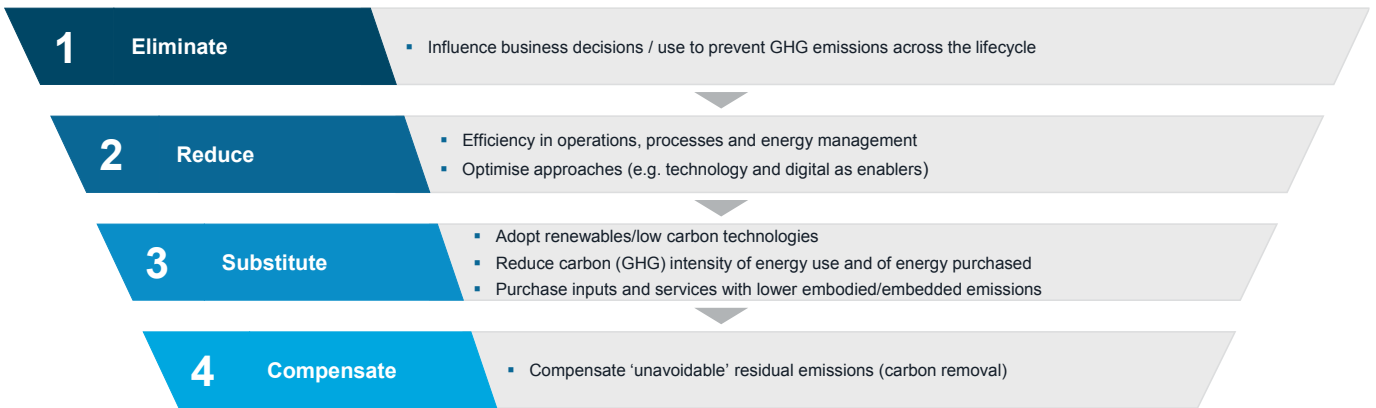 1 Eliminate
▪ Influence business decisions / use to prevent GHG emissions across the lifecycle
2 Reduce
▪ Efficiency in operations, processes and energy management
▪ Optimise approaches (e.g. technology and digital as enablers)
3 Substitute
▪ Adopt renewables/low carbon technologies
▪ Reduce carbon (GHG) intensity of energy use and of energy purchased
▪ Purchase inputs and services with lower embodied/embedded emissions
4 Compensate
▪ Compensate ‘unavoidable’ residual emissions (carbon removal)